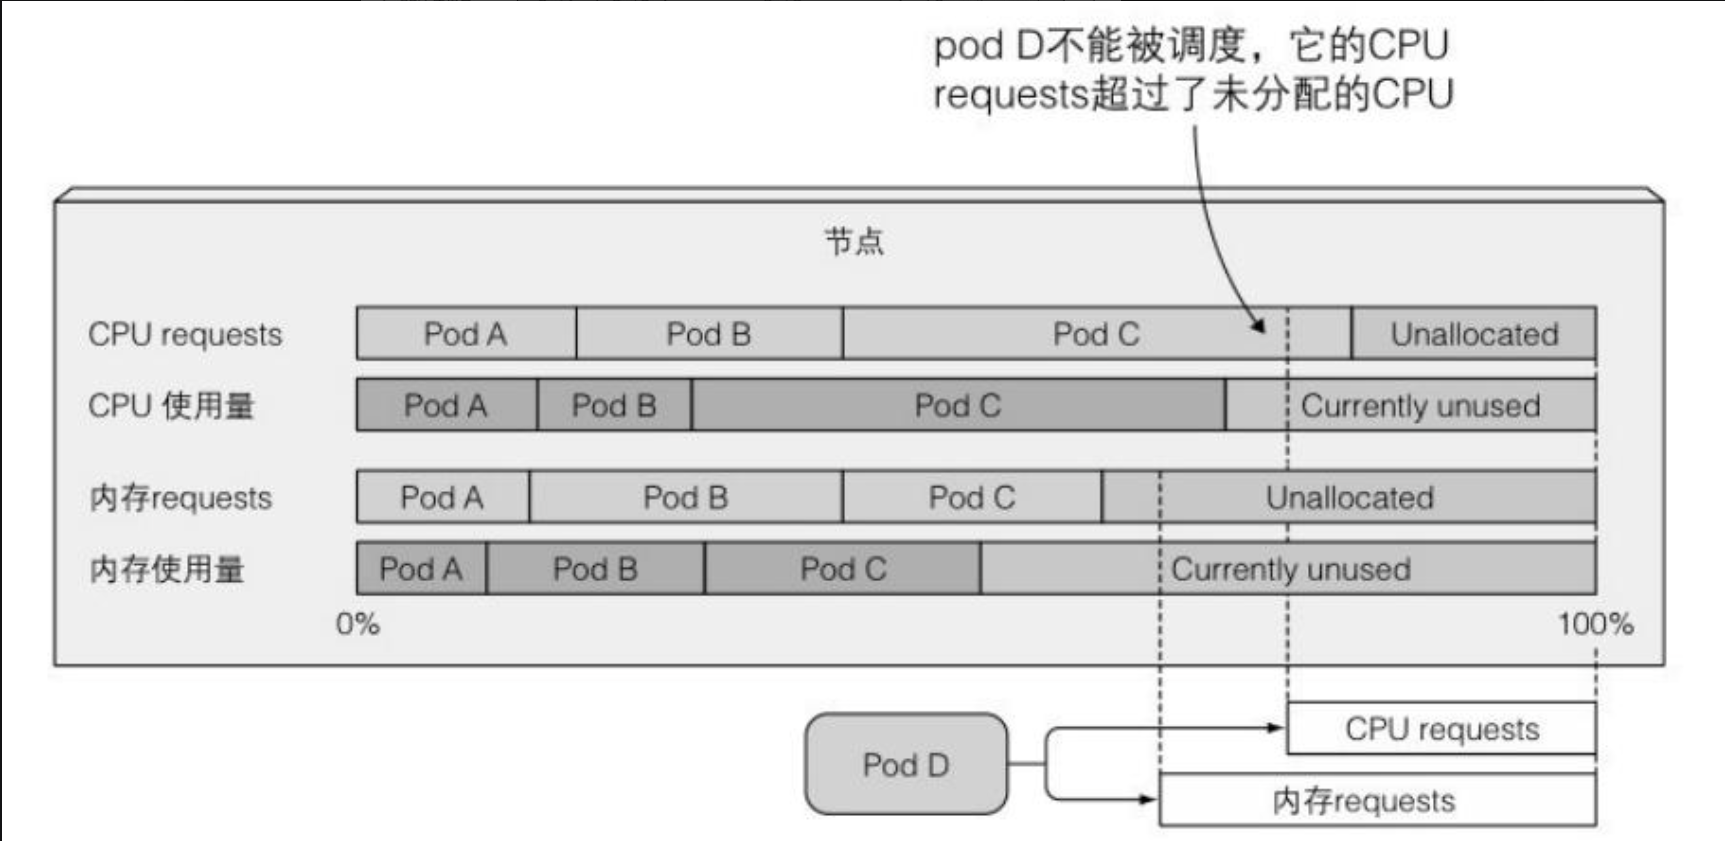 pod D不能被调度，它的CPU
requests超过了未分配的CPU
节点
CPU requests
Pod A
Pod B
Pod C
Unallocated
CPU 使用量
Pod A
Pod B
Pod C
Currently unused
内存requests
Pod A
Pod B
Pod C
Unallocated
内存使用量
Pod A
Pod B
Pod C
Currently unused
0%
100%
Pod D
CPU requests
内存requests